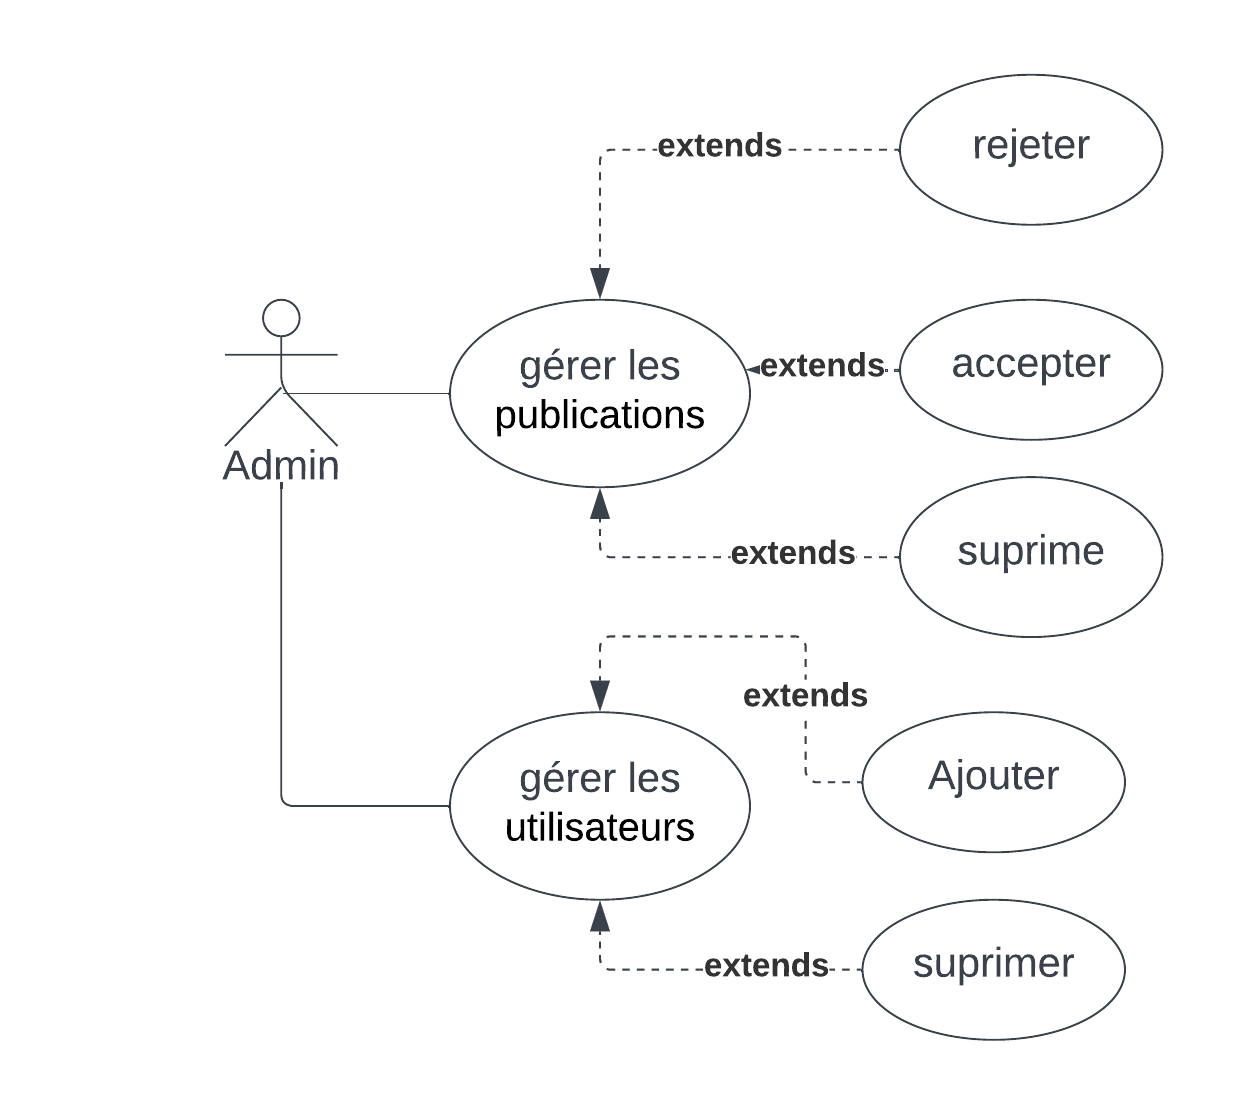 extends
rejeter
gérer les
publications
extends
accepter
Admin
extends
suprime
extends
gérer les
utilisateurs
Ajouter
extends
suprimer